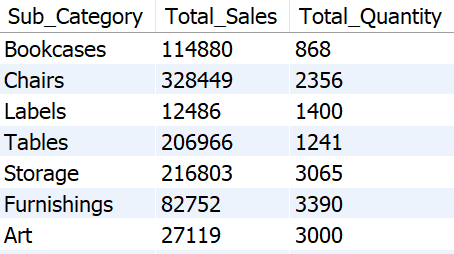 Sub_Category Total_Sales Total_Quantity
Bookcases 114880 868
Chairs 328449 2356
Labels 12486 1400
Tables 206966 1241
Storage 216803 3065
Furnishings 82752 3390
Art 27119 3000